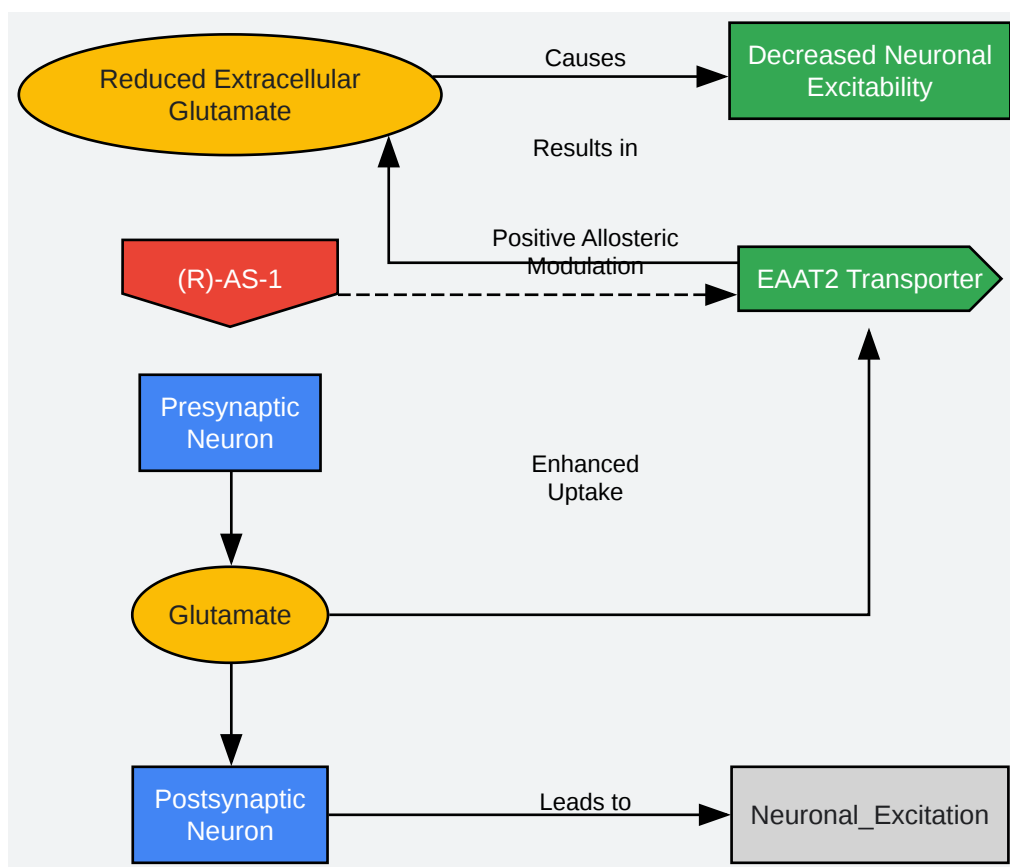 Reduced Extracellular
Glutamate
Causes
Decreased Neuronal
Excitability
Results in
(R)-AS-1
Positive Allosteric
Modulation
EAAT2 Transporter
Presynaptic
Neuron
Enhanced
Uptake
Glutamate
Postsynaptic
Neuron
Leads to
Neuronal_Excitation